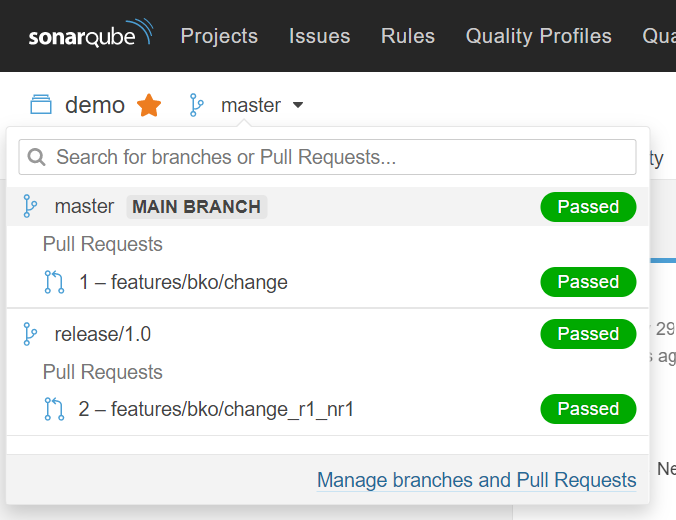 sonarqube Projects Issues Rules Quality Profiles Qua
demo master
ty
Search for branches or Pull Requests...
master MAIN BRANCH Passed
Pull Requests
1 – features/bko/change Passed
29
release/1.0 Passed
s ag
Pull Requests
2 – features/bko/change_r1_nr1 Passed
Ne
Manage branches and Pull Requests